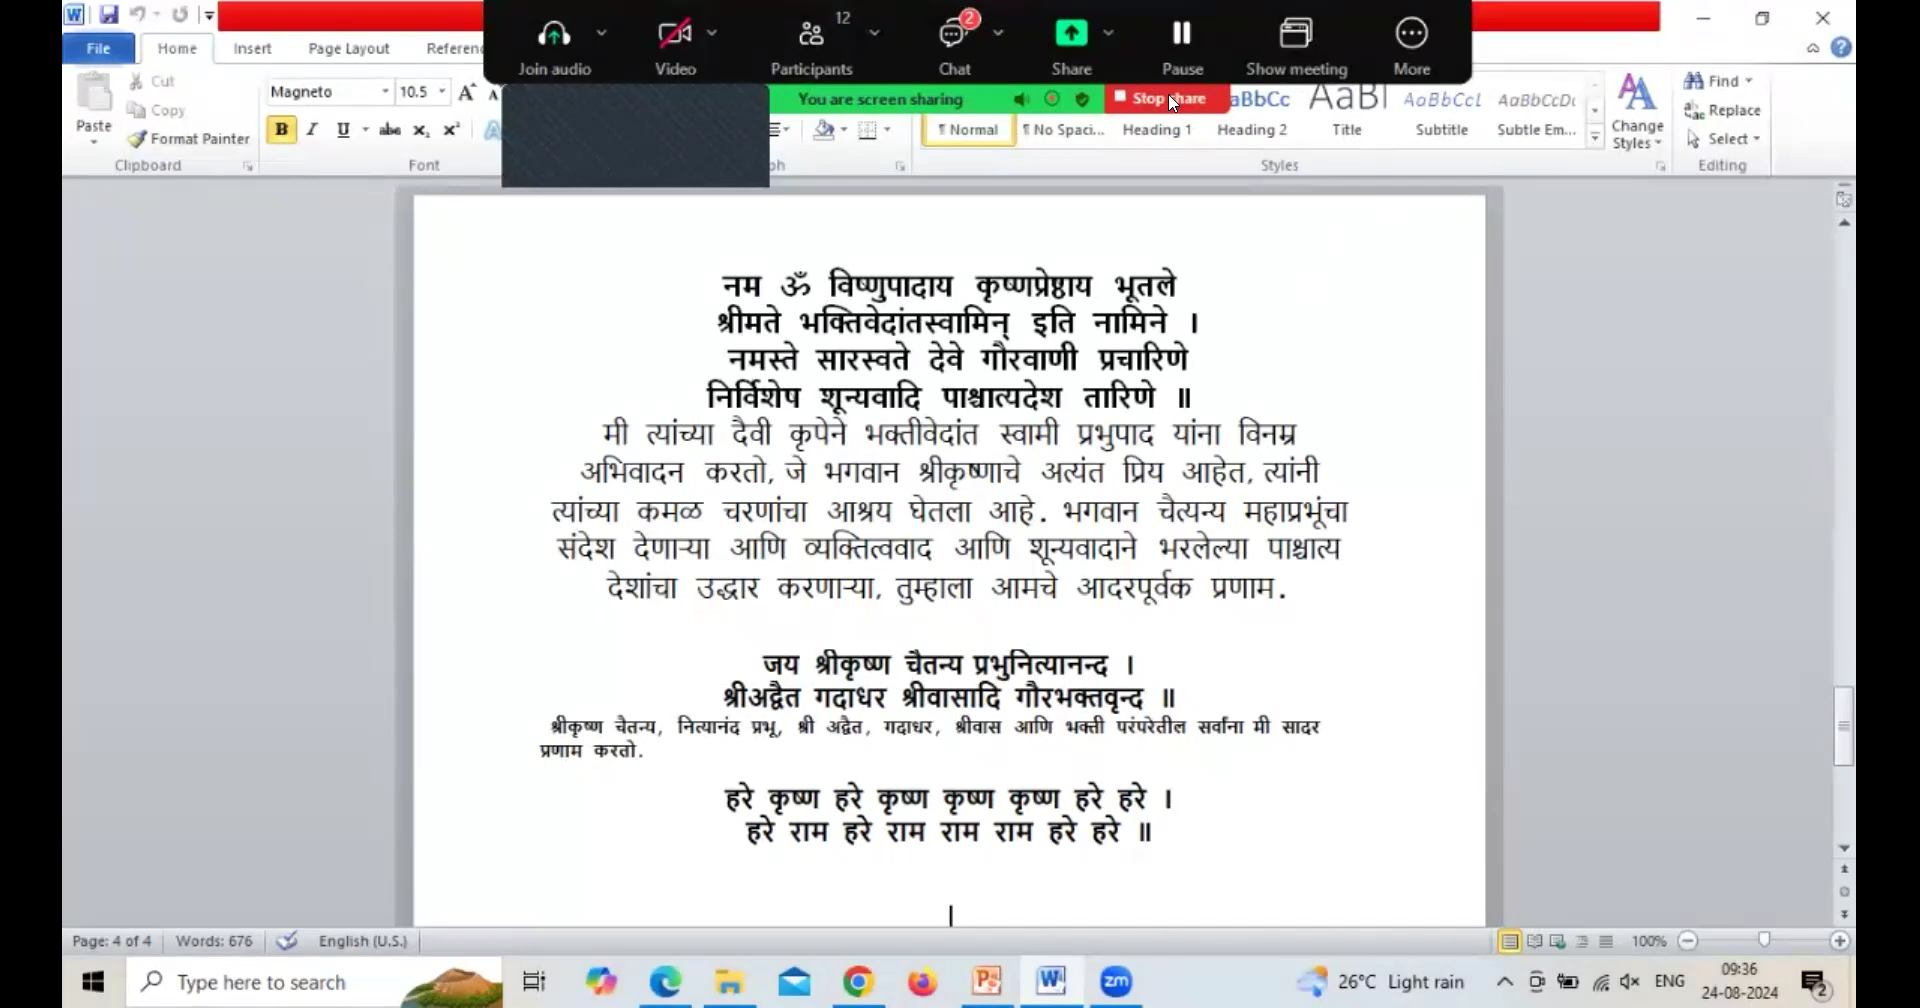 12
2
Join audio
Video
Participants
Chat
Share
Pause
Show meeting
More
File
Home
Insert
Page Layout
You are screen sharing
Stop share
Cut
Copy
Format Painter
Paste
Clipboard
Magneto
10.5
Font
Normal
No Spaci...
Heading 1
Heading 2
Title
Subtitle
Subtle Em...
Styles
Change Styles
Find
Replace
Select
Editing
नम ॐ विष्णुपादाय कृष्णप्रेष्ठाय भूतले
श्रीमते भक्तिवेदांतस्वामिन् इति नामिने ।
नमस्ते सारस्वते देवे गौरवाणी प्रचारिणे
निर्विशेष शून्यवादि पाश्चात्यदेश तारिणे ॥
मी त्यांच्या दैवी कृपेने भक्तीवेदांत स्वामी प्रभुपाद यांना विनम्र
अभिवादन करतो, जे भगवान श्रीकृष्णाचे अत्यंत प्रिय आहेत, त्यांनी
त्यांच्या कमळ चरणांचा आश्रय घेतला आहे. भगवान चैत्यन्य महाप्रभूंचा
संदेश देणाऱ्या आणि व्यक्तित्ववाद आणि शून्यवादाने भरलेल्या पाश्चात्य
देशांचा उद्धार करणाऱ्या, तुम्हाला आमचे आदरपूर्वक प्रणाम.
जय श्रीकृष्ण चैतन्य प्रभुनित्यानन्द ।
श्रीअद्वैत गदाधर श्रीवासादि गौरभक्तवृन्द ॥
श्रीकृष्ण चैतन्य, नित्यानंद प्रभू, श्री अद्वैत, गदाधर, श्रीवास आणि भक्ती परंपरेतील सर्वांना मी सादर
प्रणाम करतो.
हरे कृष्ण हरे कृष्ण कृष्ण कृष्ण हरे हरे ।
हरे राम हरे राम राम राम हरे हरे ॥
Page: 4 of 4 Words: 676 English (U.S.)
100%
Type here to search
26°C Light rain
ENG
09:36
24-08-2024
2